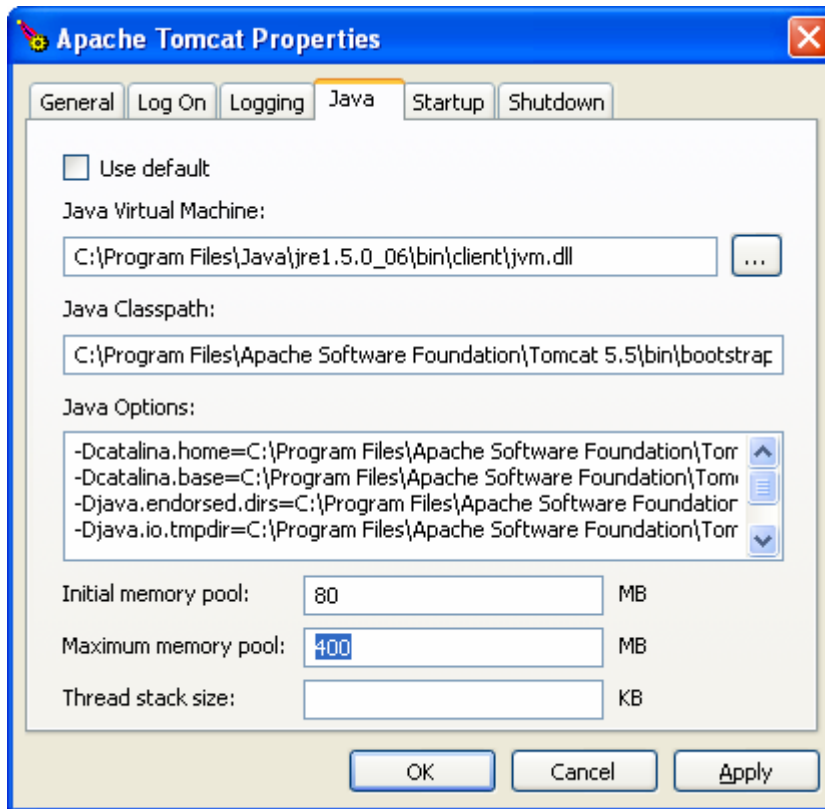 Apache Tomcat Properties
General Log On Logging Java Startup Shutdown
Use default
Java Virtual Machine:
C:\Program Files\Java\jre1.5.0_06\bin\client\jvm.dll ...
Java Classpath:
C:\Program Files\Apache Software Foundation\Tomcat 5.5\bin\bootstrap
Java Options:
-Dcatalina.home=C:\Program Files\Apache Software Foundation\Tom
-Dcatalina.base=C:\Program Files\Apache Software Foundation\Tom
-Djava.endorsed.dirs=C:\Program Files\Apache Software Foundation
-Djava.io.tmpdir=C:\Program Files\Apache Software Foundation\Tom
Initial memory pool: 80 MB
Maximum memory pool: 400 MB
Thread stack size: KB
OK Cancel Apply